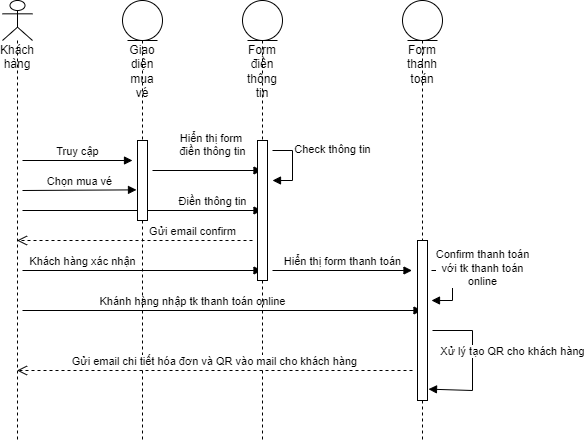 Khách
hàng
Giao
diện
mua
vé
Form
điền
thông
tin
Form
thanh
toán
Truy cập
Hiển thị form
điền thông tin
Check thông tin
Chọn mua vé
Điền thông tin
Gửi email confirm
Khách hàng xác nhận
Hiển thị form thanh toán
Confirm thanh toán
với tk thanh toán
online
Khánh hàng nhập tk thanh toán online
Xử lý tạo QR cho khách hàng
Gửi email chi tiết hóa đơn và QR vào mail cho khách hàng